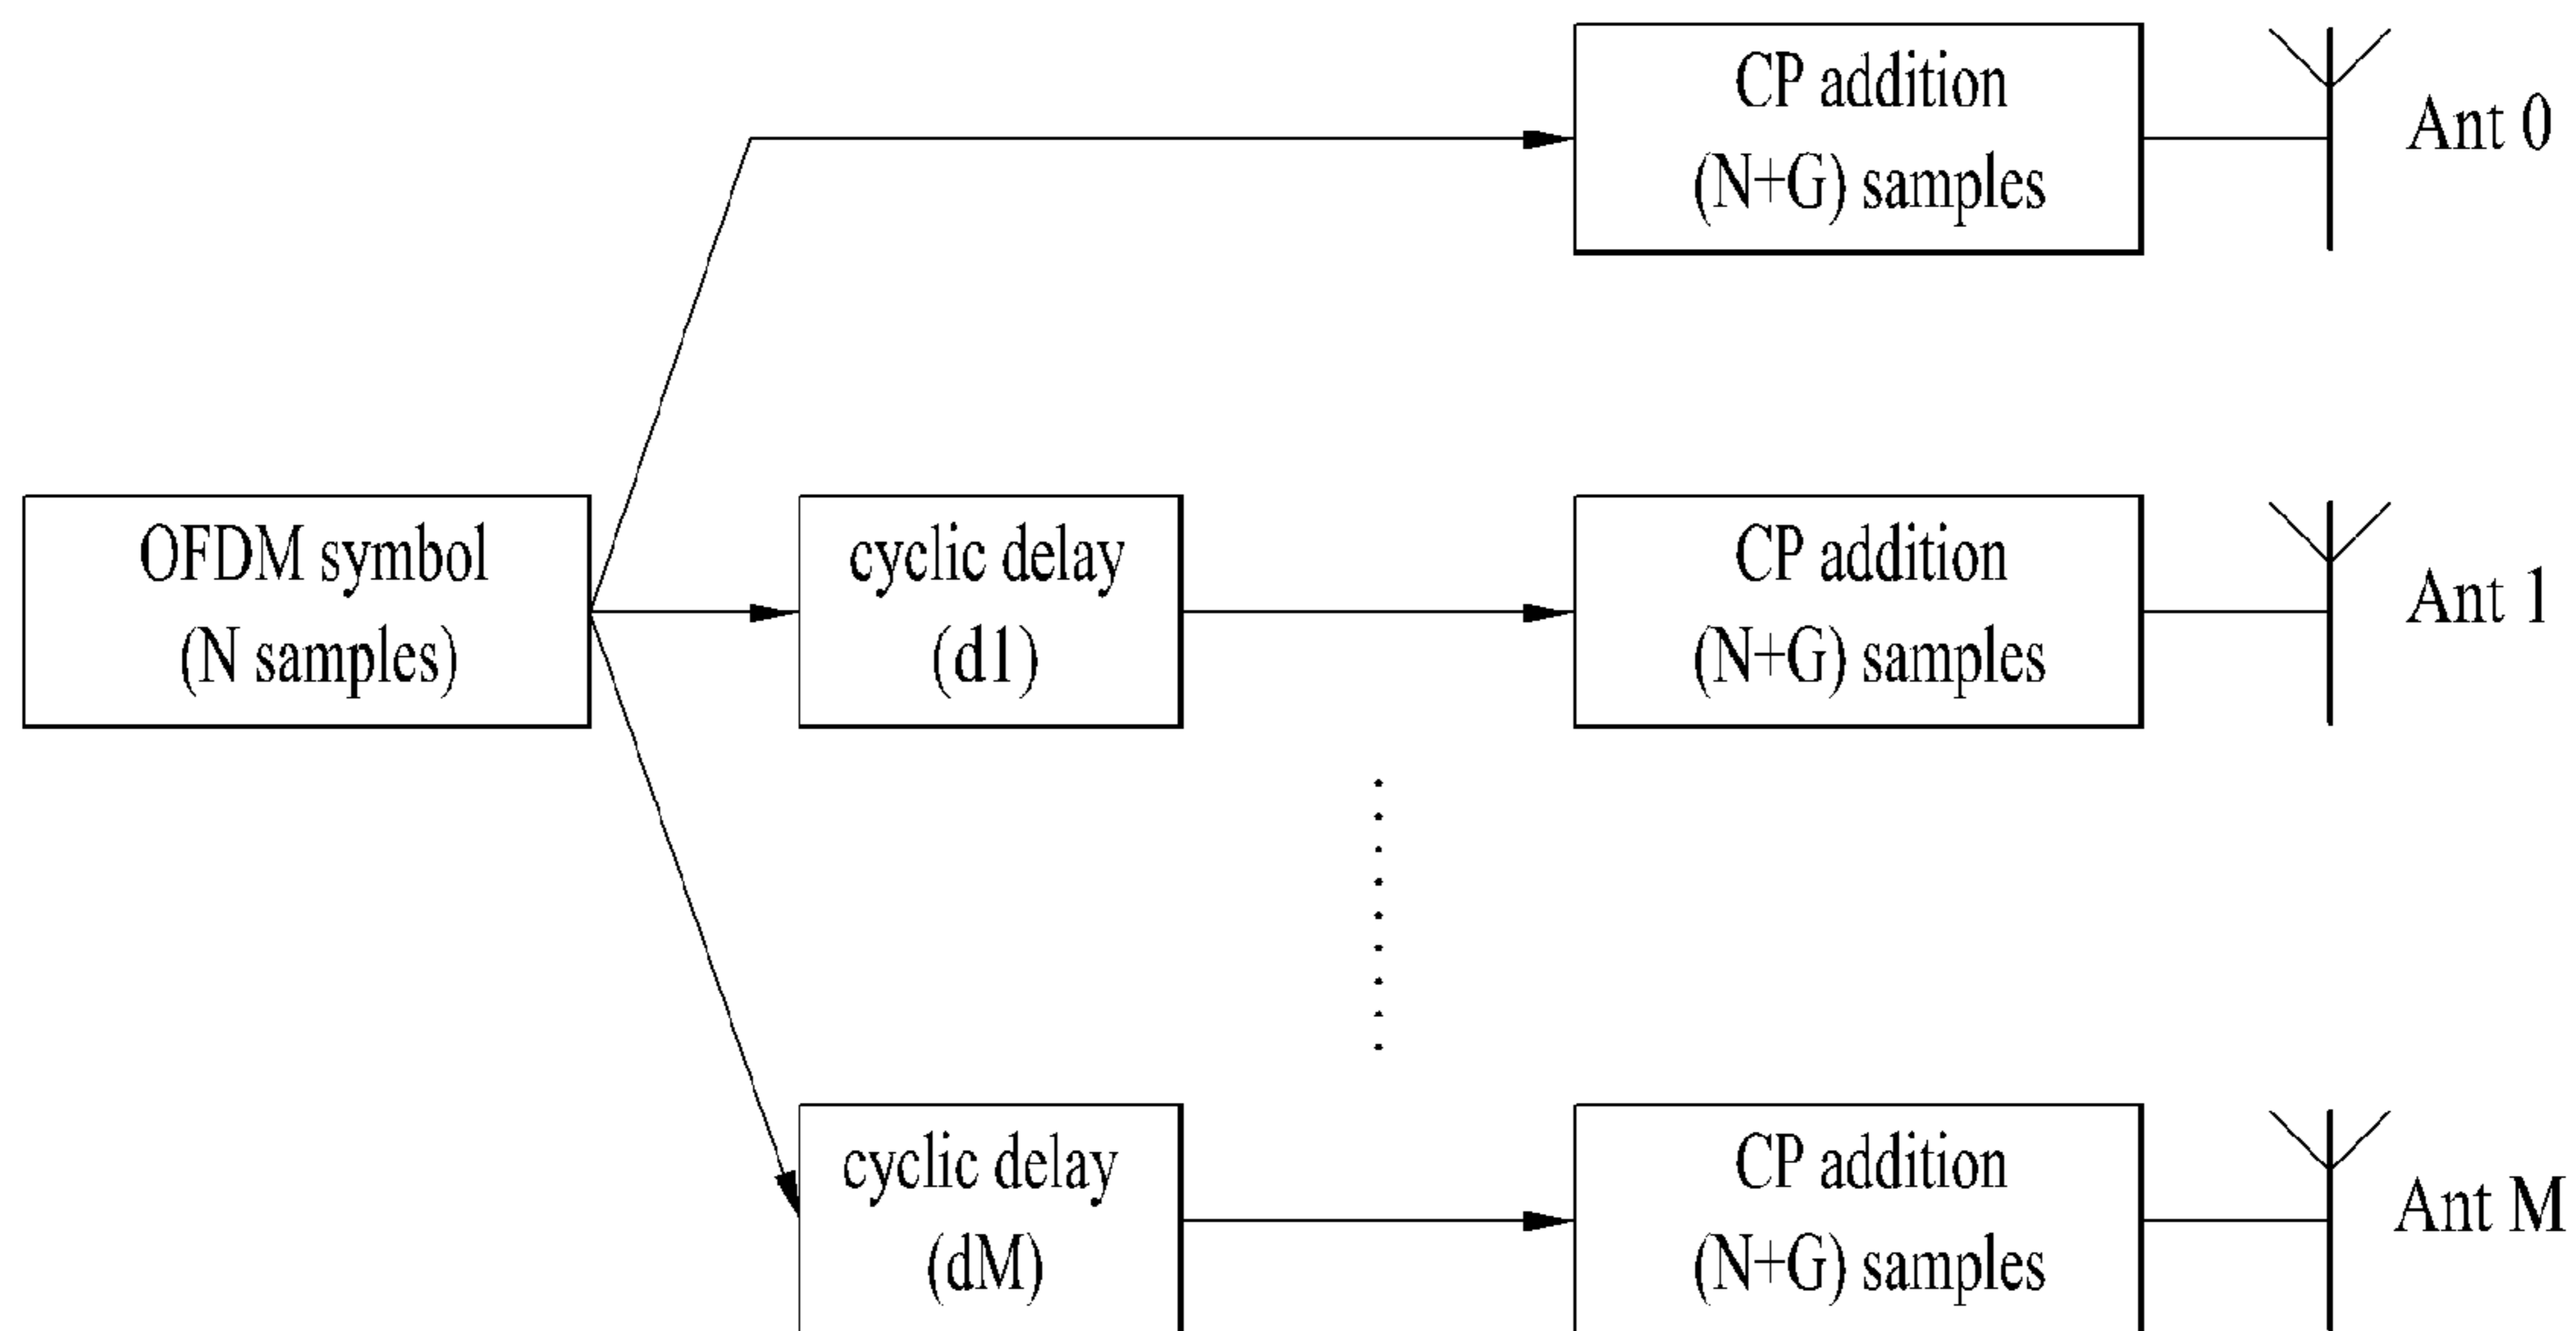 CP addition
(N+G) samples
Ant 0
OFDM symbol
(N samples)
cyclic delay
(d1)
CP addition
(N+G) samples
Ant 1
cyclic delay
(dM)
CP addition
(N+G) samples
Ant M